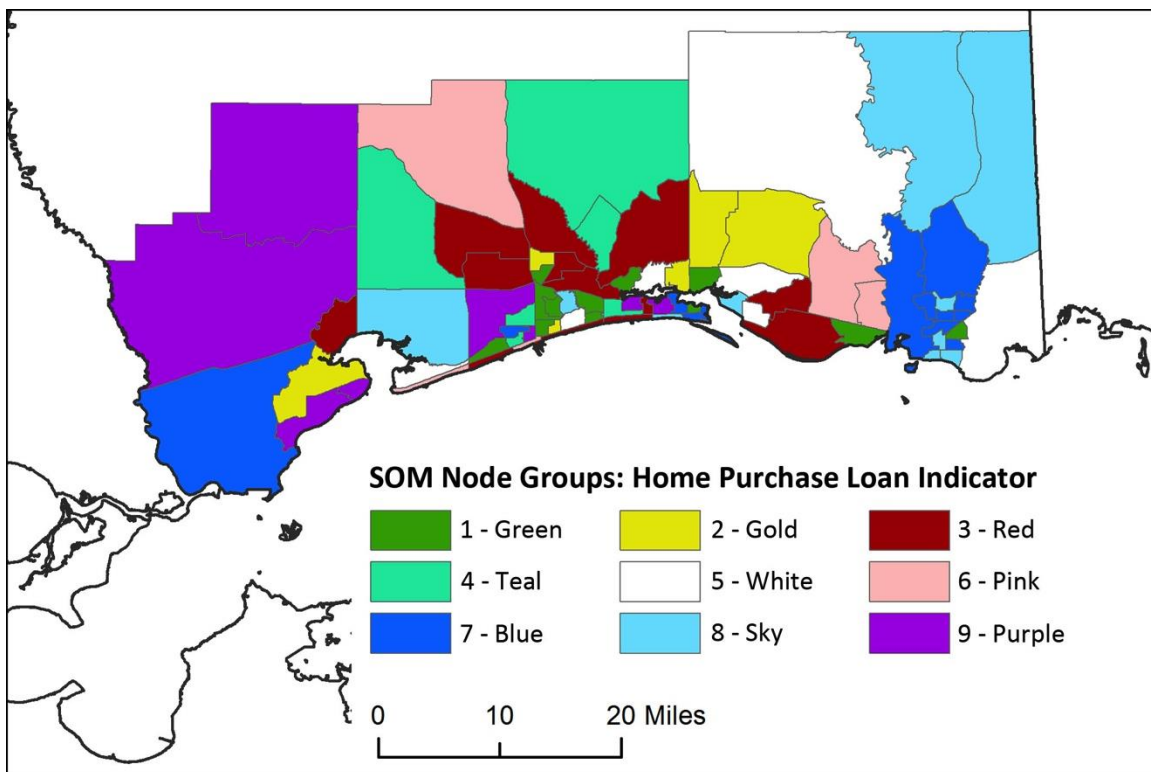 SOM Node Groups: Home Purchase Loan Indicator
1 - Green 2 - Gold 3 - Red
4 - Teal 5 - White 6 - Pink
7 - Blue 8 - Sky 9 - Purple
0 10 20 Miles